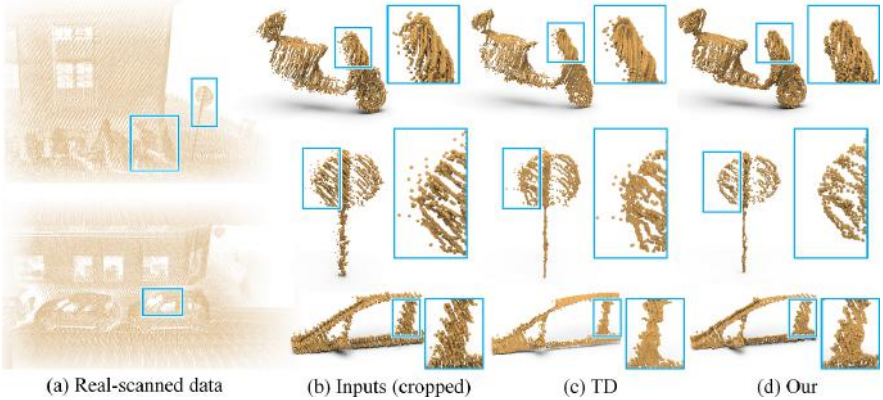 (a) Real-scanned data
(b) Inputs (cropped)
(c) TD
(d) Our